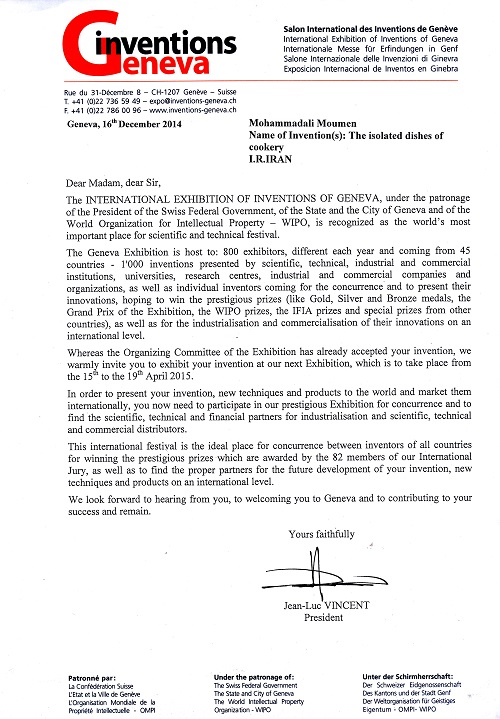 inventions
Geneva
Salon International des Inventions de Genève
International Exhibition of Inventions of Geneva
Internationale Messe für Erfindungen in Genf
Salone Internazionale delle Invenzioni di Ginevra
Exposicion Internacional de Inventos en Ginebra
Rue du 31-Décembre 8 – CH-1207 Genève – Suisse
T. +41 (0)22 736 59 49 – expo@inventions-geneva.ch
F. +41 (0)22 786 00 96 – www.inventions-geneva.ch
Geneva, 16th December 2014
Mohammadali Moumen
Name of Invention(s): The isolated dishes of
cookery
I.R.IRAN
Dear Madam, dear Sir,
The INTERNATIONAL EXHIBITION OF INVENTIONS OF GENEVA, under the patronage
of the President of the Swiss Federal Government, of the State and the City of Geneva and of the
World Organization for Intellectual Property – WIPO, is recognized as the world's most
important place for scientific and technical festival.
The Geneva Exhibition is host to: 800 exhibitors, different each year and coming from 45
countries - 1'000 inventions presented by scientific, technical, industrial and commercial
institutions, universities, research centres, industrial and commercial companies and
organizations, as well as individual inventors coming for the concurrence and to present their
innovations, hoping to win the prestigious prizes (like Gold, Silver and Bronze medals, the
Grand Prix of the Exhibition, the WIPO prizes, the IFIA prizes and special prizes from other
countries), as well as for the industrialisation and commercialisation of their innovations on an
international level.
Whereas the Organizing Committee of the Exhibition has already accepted your invention, we
warmly invite you to exhibit your invention at our next Exhibition, which is to take place from
the 15th to the 19th April 2015.
In order to present your invention, new techniques and products to the world and market them
internationally, you now need to participate in our prestigious Exhibition for concurrence and to
find the scientific, technical and financial partners for industrialisation and scientific, technical
and commercial distributors.
This international festival is the ideal place for concurrence between inventors of all countries
for winning the prestigious prizes which are awarded by the 82 members of our International
Jury, as well as to find the proper partners for the future development of your invention, new
techniques and products on an international level.
We look forward to hearing from you, to welcoming you to Geneva and to contributing to your
success and remain.
Yours faithfully
Jean-Luc VINCENT
President
Patronné par :
La Confédération Suisse
L'Etat et la Ville de Genève
L'Organisation Mondiale de la
Propriété Intellectuelle - OMPI
Under the patronage of:
The Swiss Federal Government
The State and City of Geneva
The World Intellectual Property
Organization - WIPO
Unter der Schirmherrschaft:
Der Schweizer Eidgenossenschaft
Des Kantons und der Stadt Genf
Der Weltorganisation für Geistiges
Eigentum - OMPI- WIPO